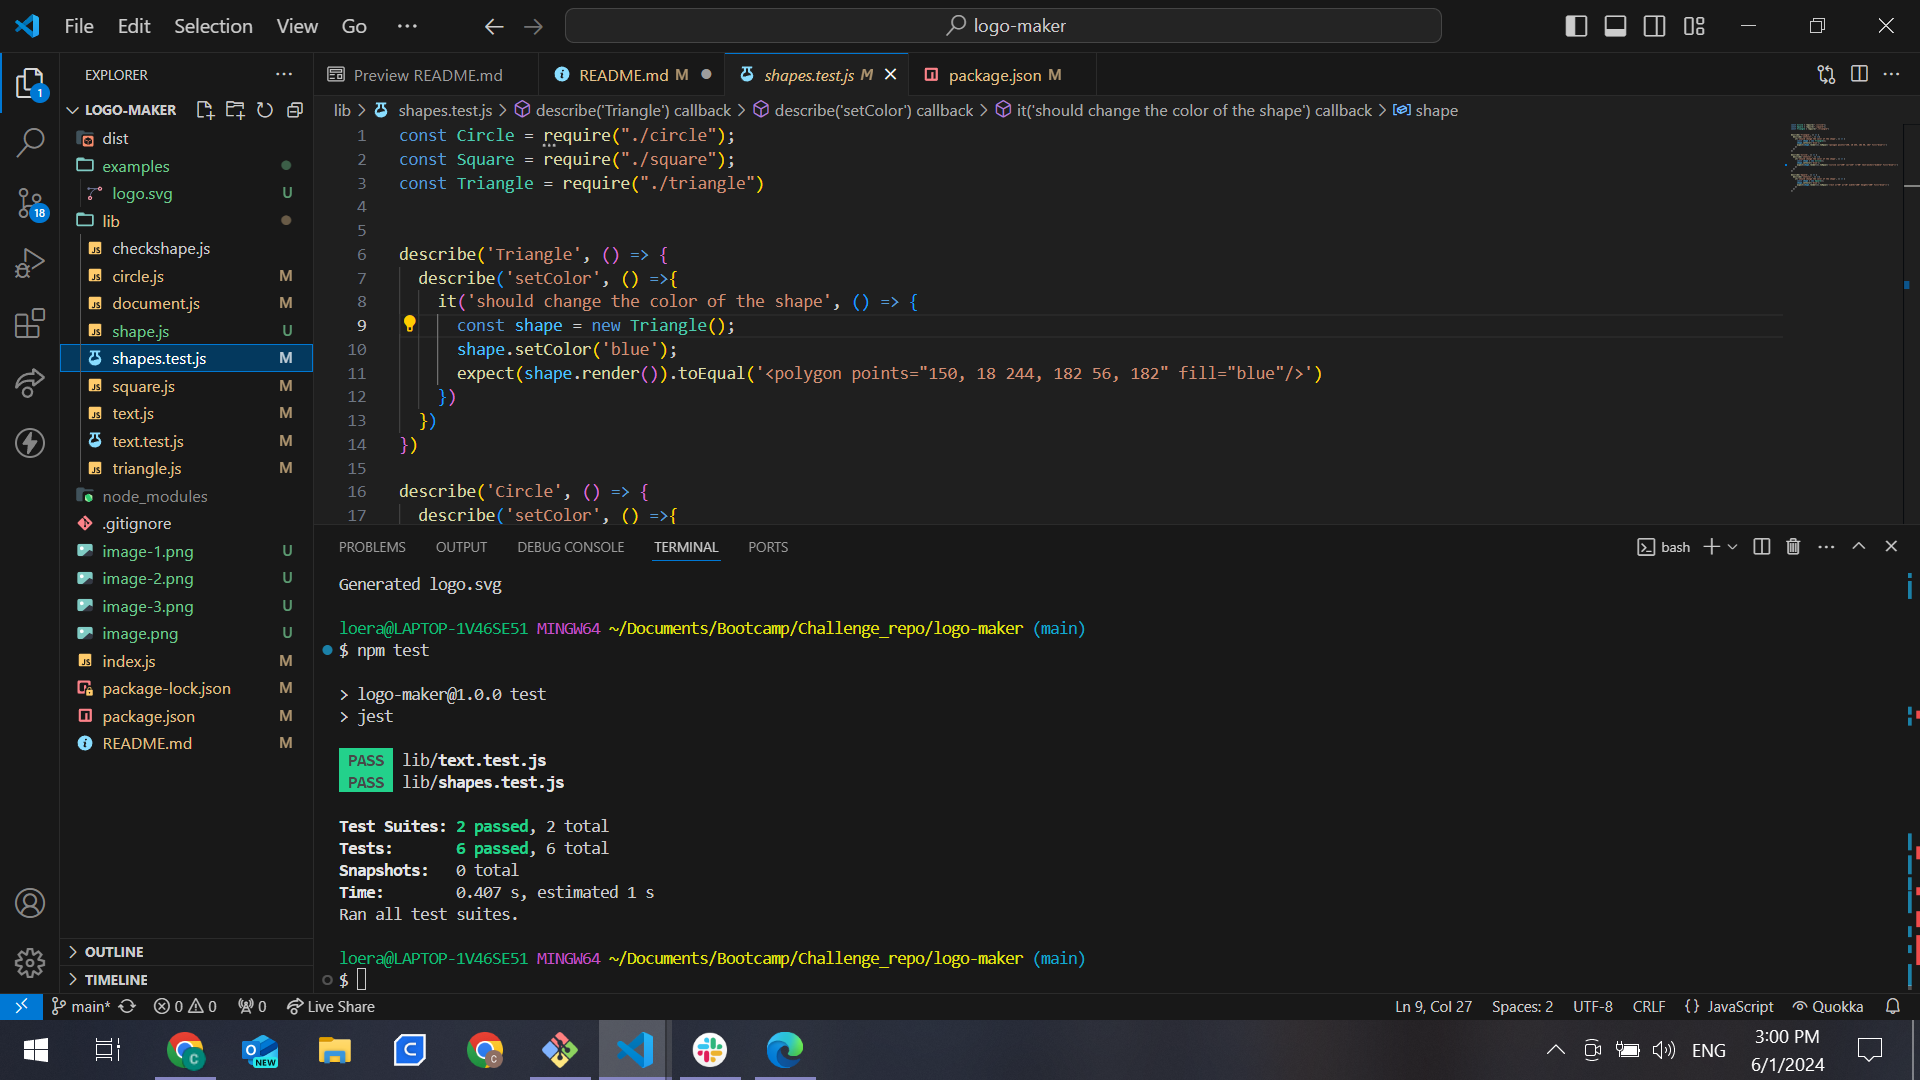 File Edit Selection View Go ···
logo-maker
EXPLORER ···
Preview README.md
README.md M
shapes.test.js M
package.json M
LOGO-MAKER
lib > shapes.test.js > describe('Triangle') callback > describe('setColor') callback > it('should change the color of the shape') callback > shape
dist
examples
logo.svg U
lib
checkshape.js
circle.js M
document.js M
shape.js U
shapes.test.js M
square.js M
text.js M
text.test.js M
triangle.js M
node_modules
.gitignore
image-1.png U
image-2.png U
image-3.png U
image.png U
index.js M
package-lock.json M
package.json M
README.md M
OUTLINE
TIMELINE
1
18
1 const Circle = require("./circle");
2 const Square = require("./square");
3 const Triangle = require("./triangle")
4
5
6 describe('Triangle', () => {
7 describe('setColor', () =>{
8 it('should change the color of the shape', () => {
9 const shape = new Triangle();
10 shape.setColor('blue');
11 expect(shape.render()).toEqual('<polygon points="150, 18 244, 182 56, 182" fill="blue"/>')
12 })
13 })
14 })
15
16 describe('Circle', () => {
17 describe('setColor', () =>{
PROBLEMS OUTPUT DEBUG CONSOLE TERMINAL PORTS
bash
Generated logo.svg
loera@LAPTOP-1V46SE51 MINGW64 ~/Documents/Bootcamp/Challenge_repo/logo-maker (main)
$ npm test
> logo-maker@1.0.0 test
> jest
PASS lib/text.test.js
PASS lib/shapes.test.js
Test Suites: 2 passed, 2 total
Tests: 6 passed, 6 total
Snapshots: 0 total
Time: 0.407 s, estimated 1 s
Ran all test suites.
loera@LAPTOP-1V46SE51 MINGW64 ~/Documents/Bootcamp/Challenge_repo/logo-maker (main)
$
main* 0 0 0 Live Share
Ln 9, Col 27 Spaces: 2 UTF-8 CRLF {} JavaScript Quokka
NEW
ENG
3:00 PM
6/1/2024